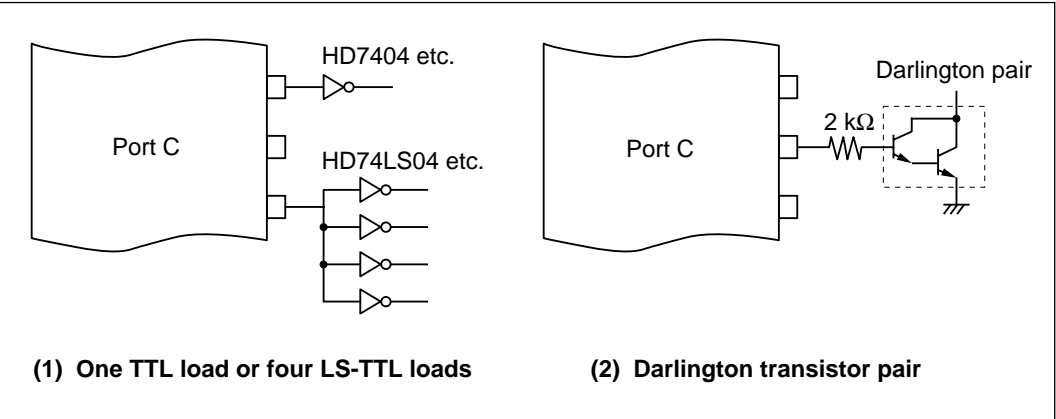 HD7404 etc.
Port C
HD74LS04 etc.
(1) One TTL load or four LS-TTL loads
Darlington pair
2 kΩ
Port C
(2) Darlington transistor pair